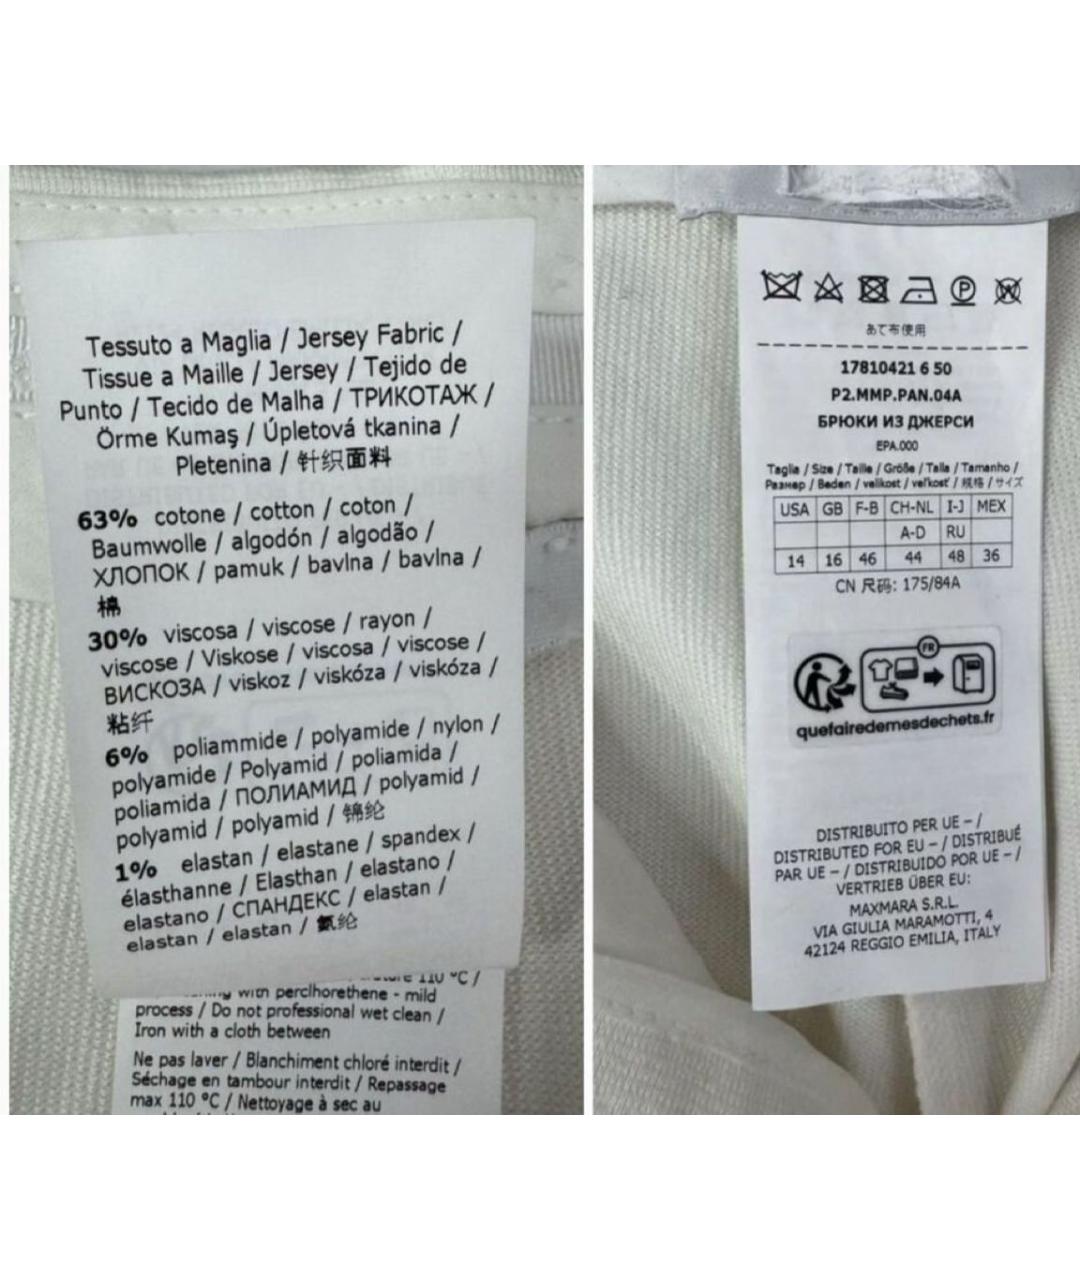 Tessuto a Maglia / Jersey Fabric /
Tissue a Maille / Jersey / Tejido de
Punto / Tecido de Malha / ТРИКОТАЖ /
Örme Kumaş / Úpletová tkanina /
Pletenina / 针织面料
63% cotone / cotton / coton /
Baumwolle / algodón / algodão /
ХЛОПОК / pamuk / bavlna / bavlna /
棉
30% viscosa / viscose / rayon /
viscose / Viskose / viscosa / viscose /
ВИСКОЗА / viskoz / viskóza / viskóza /
粘纤
6% poliammide / polyamide / nylon /
polyamide / Polyamid / poliamida /
poliamida / ПОЛИАМИД / polyamid /
polyamid / polyamid / 锦纶
1% elastan / elastane / spandex /
élasthanne / Elasthan / elastano /
elastano / СПАНДЕКС / elastan /
elastan / elastan / 氨纶
110 °C /
with perclhorethene - mild
process / Do not professional wet clean /
Iron with a cloth between
Ne pas laver / Blanchiment chloré interdit /
Séchage en tambour interdit / Repassage
max 110 °C / Nettoyage à sec au
P W
あて布使用
17810421 6 50
P2.MMP.PAN.04A
БРЮКИ ИЗ ДЖЕРСИ
EPA.000
Taglia / Size / Taille / Größe / Talla / Tamanho /
Размер / Beden / velikost / veľkosť / 规格 / サイズ
USA GB F-B CH-NL I-J MEX
A-D RU
14 16 46 44 48 36
CN 尺码: 175/84A
FR
quefairedemesdechets.fr
DISTRIBUITO PER UE – /
DISTRIBUTED FOR EU – / DISTRIBUÉ
PAR UE – / DISTRIBUIDO POR UE – /
VERTRIEB ÜBER EU:
MAXMARA S.R.L.
VIA GIULIA MARAMOTTI, 4
42124 REGGIO EMILIA, ITALY